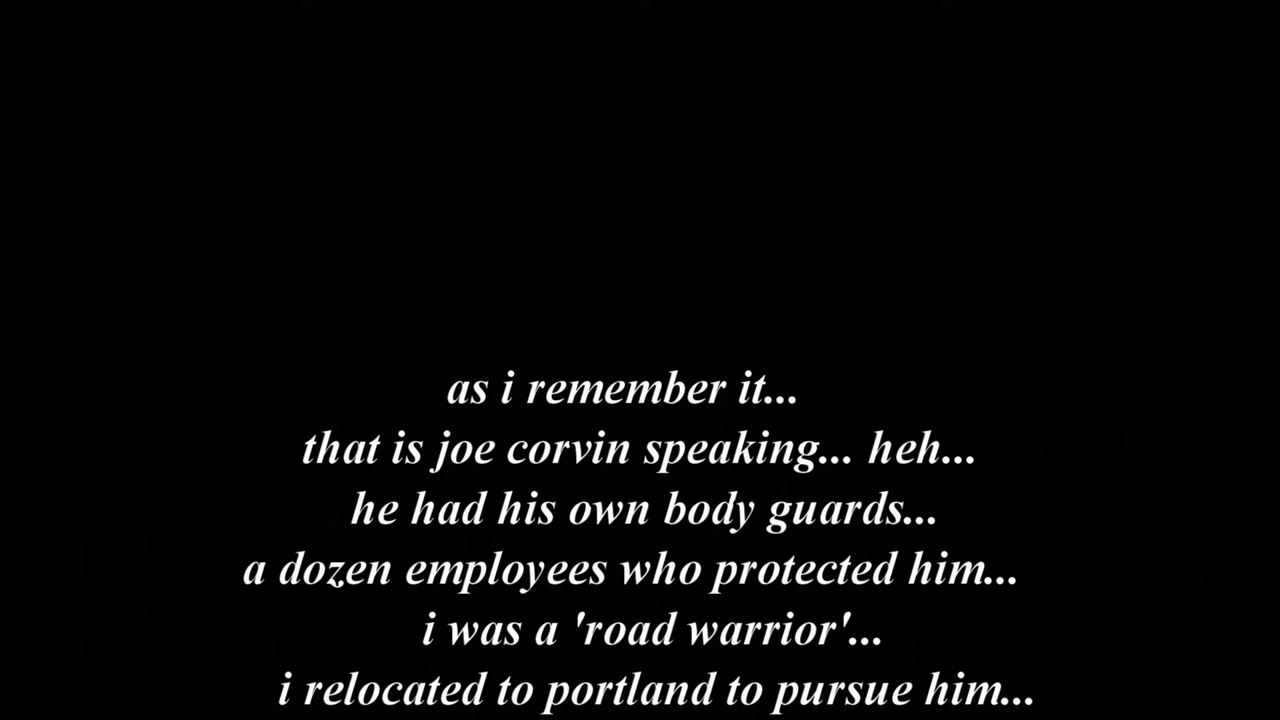 as i remember it...
that is joe corvin speaking... heh...
he had his own body guards...
a dozen employees who protected him...
i was a 'road warrior'...
i relocated to portland to pursue him...